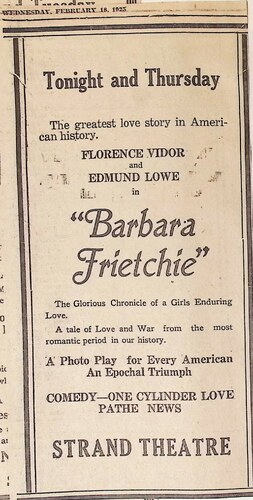 WEDNESDAY, FEBRUARY 18, 1925.
Tonight and Thursday
The greatest love story in Ameri-
can history.
FLORENCE VIDOR
and
EDMUND LOWE
in
"Barbara
Frietchie"
The Glorious Chronicle of a Girls Enduring
Love.
A tale of Love and War from the most
romantic period in our history.
A Photo Play for Every American
An Epochal Triumph
COMEDY—ONE CYLINDER LOVE
PATHE NEWS
STRAND THEATRE